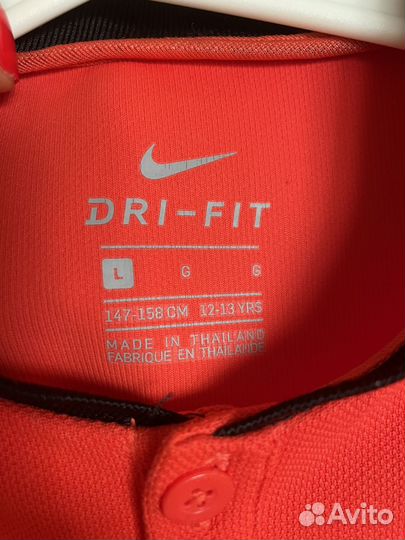 DRI-FIT
L G G
147-158 CM 12-13 YRS
MADE IN THAILAND
FABRIQUE EN THAILANDE
Avito